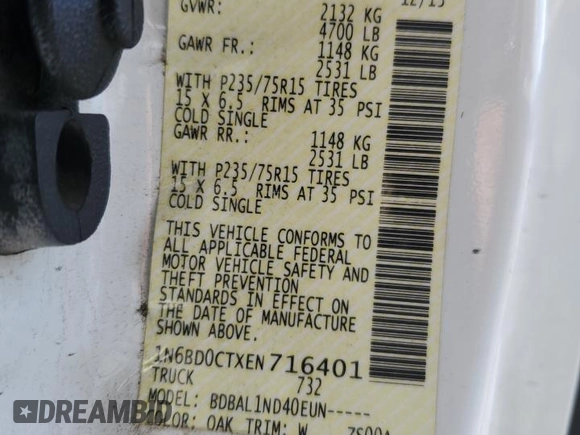 12/13
GVWR: 2132 KG
4700 LB
GAWR FR.: 1148 KG
2531 LB
WITH P235/75R15 TIRES
15 X 6.5 RIMS AT 35 PSI
COLD SINGLE
GAWR RR.: 1148 KG
2531 LB
WITH P235/75R15 TIRES
15 X 6.5 RIMS AT 35 PSI
COLD SINGLE
THIS VEHICLE CONFORMS TO
ALL APPLICABLE FEDERAL
MOTOR VEHICLE SAFETY AND
THEFT PREVENTION
STANDARDS IN EFFECT ON
THE DATE OF MANUFACTURE
SHOWN ABOVE.
1N6BD0CTXEN716401
TRUCK 732
MODEL: BDBAL1ND40EUN-----
COLOR: QAK TRIM: W
DREAMBID